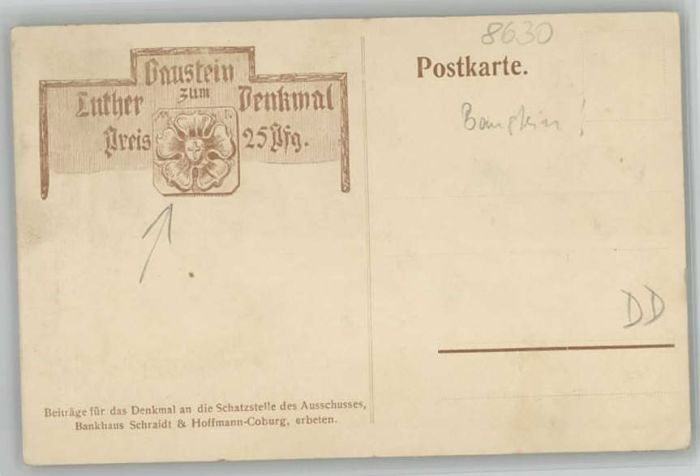 Baustein
Luther zum Denkmal
Preis 25 Pfg.
8630
Postkarte.
Baustein!
DD
Beiträge für das Denkmal an die Schatzstelle des Ausschusses,
Bankhaus Schraidt & Hoffmann-Coburg, erbeten.